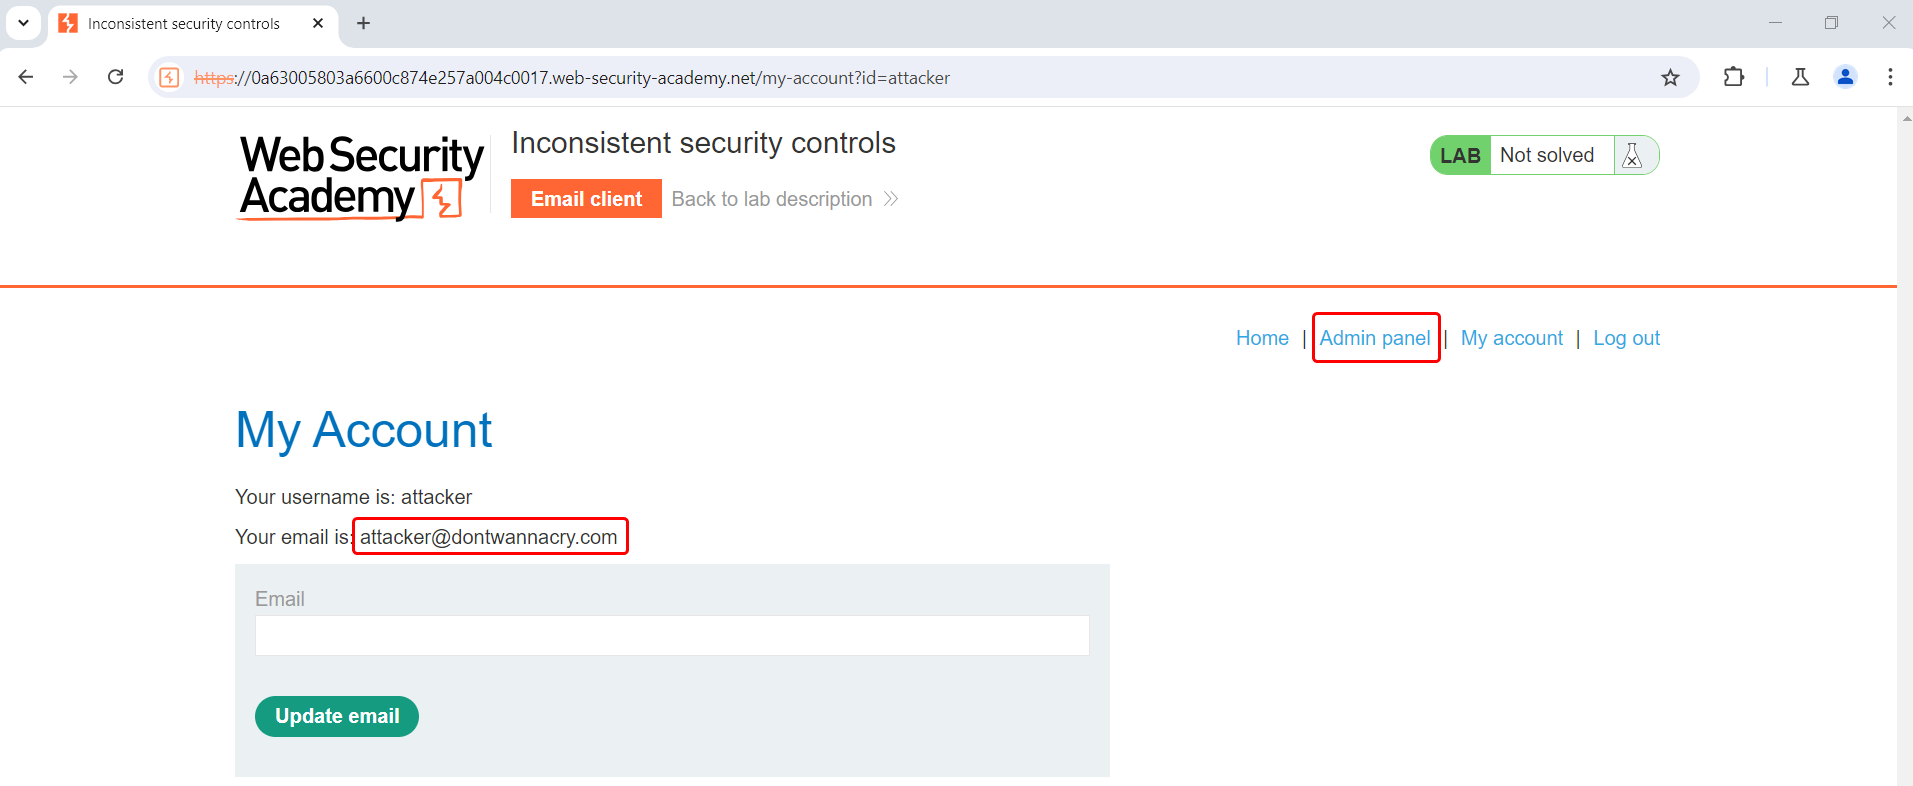 Inconsistent security controls
https://0a63005803a6600c874e257a004c0017.web-security-academy.net/my-account?id=attacker
Web Security
Academy
Inconsistent security controls
Email client Back to lab description
LAB Not solved
Home | Admin panel | My account | Log out
My Account
Your username is: attacker
Your email is: attacker@dontwannacry.com
Email
Update email